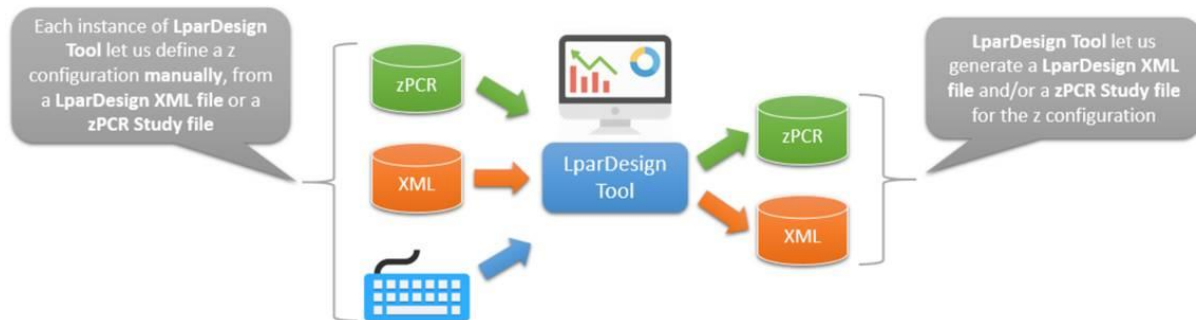 Each instance of LparDesign
Tool let us define a z
configuration manually, from
a LparDesign XML file or a
zPCR Study file
zPCR
XML
LparDesign
Tool
zPCR
XML
LparDesign Tool let us
generate a LparDesign XML
file and/or a zPCR Study file
for the z configuration